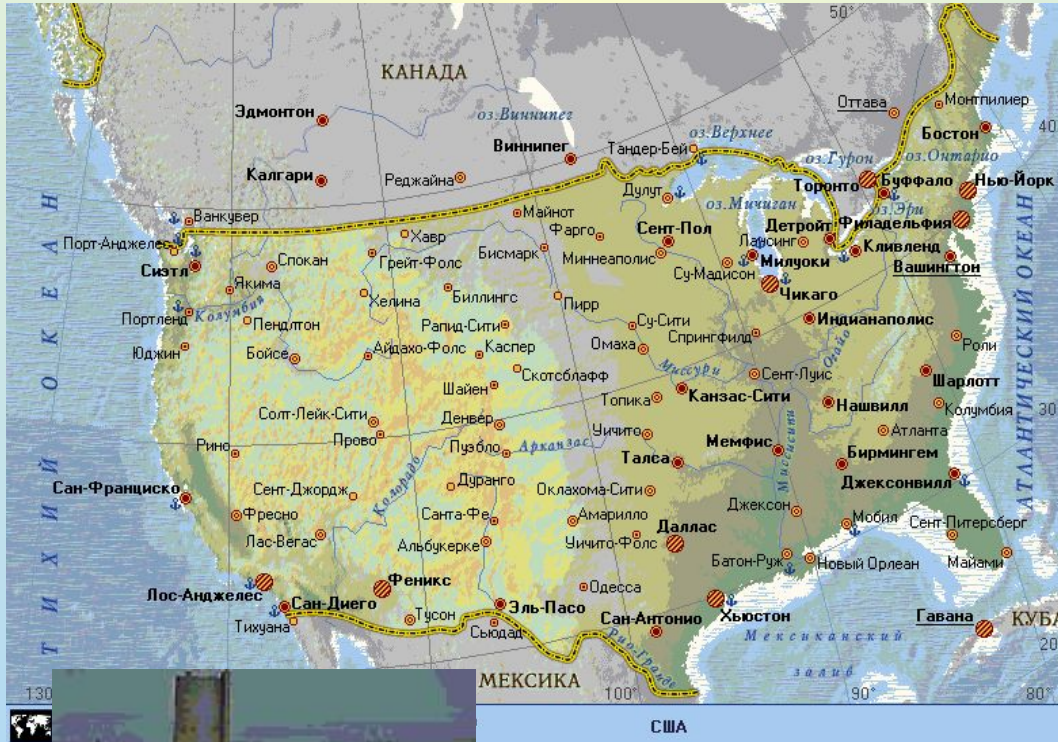 50°
КАНАДА
Оттава
Монтпилиер
Эдмонтон
оз.Виннипег
оз.Верхнее
Бостон
40
Виннипег
Тандер-Бей
оз.Гурон
оз.Онтарио
Калгари
Реджайна
Дулут
Торонто
Буффало
Нью-Йорк
Ванкувер
Майнот
оз.Мичиган
оз.Эри
Порт-Анджелес
Хавр
Фарго
Сент-Пол
Детройт
Филадельфия
Бисмарк
Лансинг
Сиэтл
Спокан
Грейт-Фолс
Миннеаполис
Милуоки
Кливленд
Су-Мадисон
Вашингтон
Якима
Хелина
Биллингс
Пирр
Чикаго
Портленд
Колумбия
Пендлтон
Рапид-Сити
Су-Сити
Спрингфилд
Индианаполис
Роли
Юджин
Бойсе
Айдахо-Фолс
Каспер
Омаха
Огайо
Скотсблафф
Миссури
Сент-Луис
Шарлотт
Шайен
Топика
Канзас-Сити
Нашвилл
Колумбия
30
Солт-Лейк-Сити
Денвер
Уичито
Атланта
Рино
Прово
Пуэбло
Арканзас
Мемфис
Миссисипи
Бирмингем
Талса
Сан-Франциско
Сент-Джордж
Колорадо
Дуранго
Оклахома-Сити
Джексонвилл
Фресно
Санта-Фе
Амарилло
Джексон
Мобил
Сент-Питерсберг
Лас-Вегас
Альбукерке
Уичито-Фолс
Даллас
Батон-Руж
Новый Орлеан
Майами
Лос-Анджелес
Феникс
Одесса
Сан-Диего
Эль-Пасо
Хьюстон
Гавана
КУБА
Тихуана
Тусон
Сьюдад
Сан-Антонио
Мексиканский
залив
Рио-Гранде
МЕКСИКА
ТИХИЙ ОКЕАН
АТЛАНТИЧЕСКИЙ ОКЕАН
130
100°
90°
80°
20
США